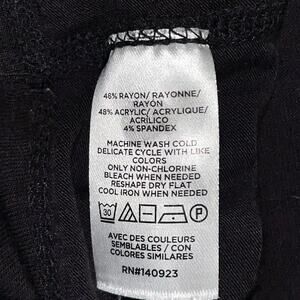 48% RAYON/ RAYONNE/
RAYON
48% ACRYLIC/ ACRYLIQUE/
ACRÍLICO
4% SPANDEX
MACHINE WASH COLD
DELICATE CYCLE WITH LIKE
COLORS
ONLY NON-CHLORINE
BLEACH WHEN NEEDED
RESHAPE DRY FLAT
COOL IRON WHEN NEEDED
30 P
AVEC DES COULEURS
SEMBLABLES / CON
COLORES SIMILARES
RN#140923